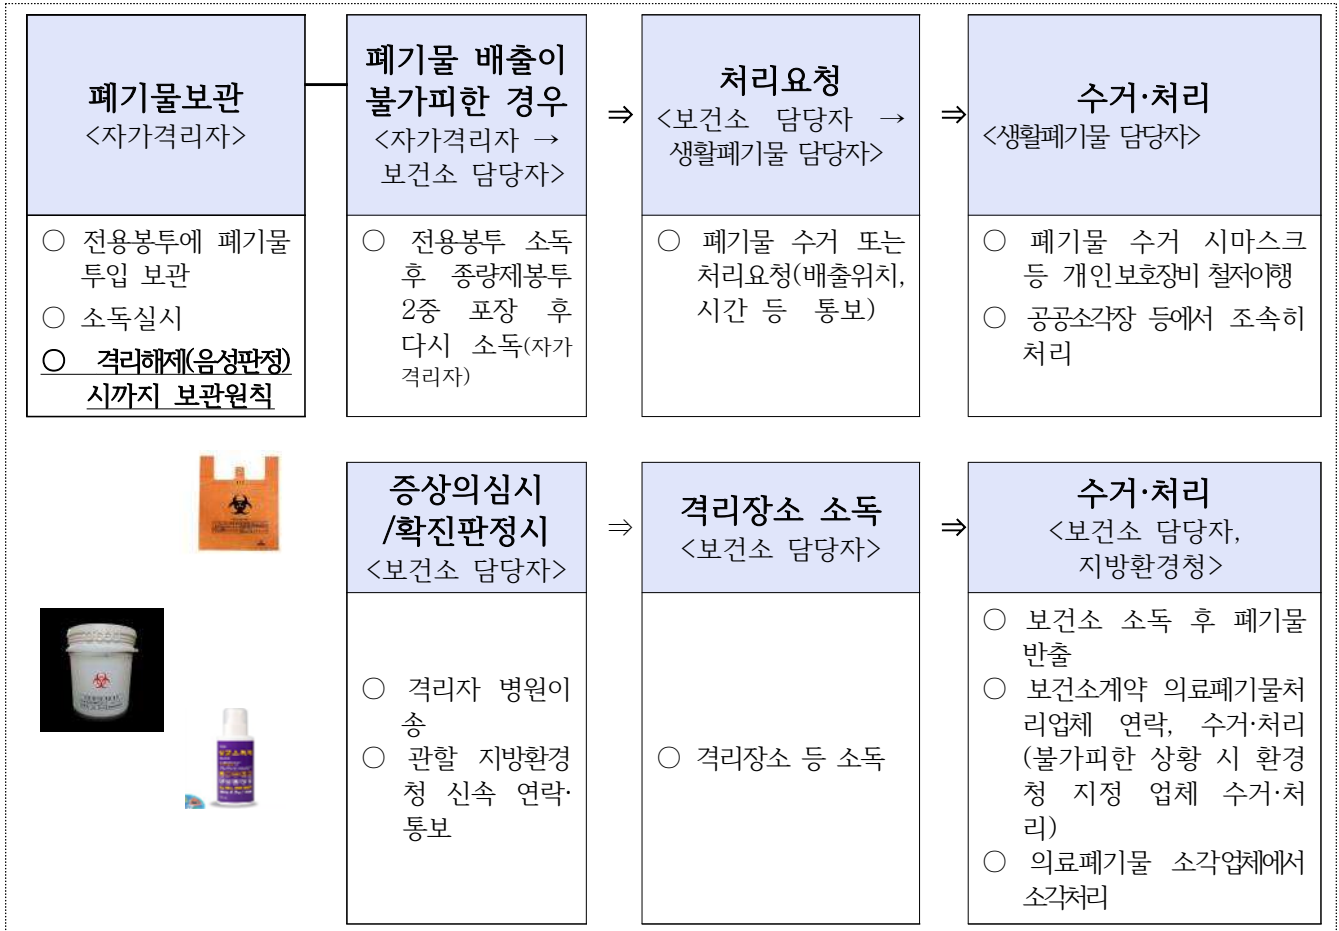 폐기물보관
<자가격리자>
○ 전용봉투에 폐기물
투입 보관
○ 소독실시
○ 격리해제(음성판정)
시까지 보관원칙
폐기물 배출이
불가피한 경우
<자가격리자 →
보건소 담당자>
○ 전용봉투 소독
후 종량제봉투
2중 포장 후
다시 소독(자가
격리자)
⇒
처리요청
<보건소 담당자 →
생활폐기물 담당자>
○ 폐기물 수거 또는
처리요청(배출위치,
시간 등 통보)
⇒
수거·처리
<생활폐기물 담당자>
○ 폐기물 수거 시마스크
등 개인보호장비 철저이행
○ 공공소각장 등에서 조속히
처리
증상의심시
/확진판정시
<보건소 담당자>
○ 격리자 병원이
송
○ 관할 지방환경
청 신속 연락·
통보
⇒
격리장소 소독
<보건소 담당자>
○ 격리장소 등 소독
⇒
수거·처리
<보건소 담당자,
지방환경청>
○ 보건소 소독 후 폐기물
반출
○ 보건소계약 의료폐기물처
리업체 연락, 수거·처리
(불가피한 상황 시 환경
청 지정 업체 수거·처
리)
○ 의료폐기물 소각업체에서
소각처리